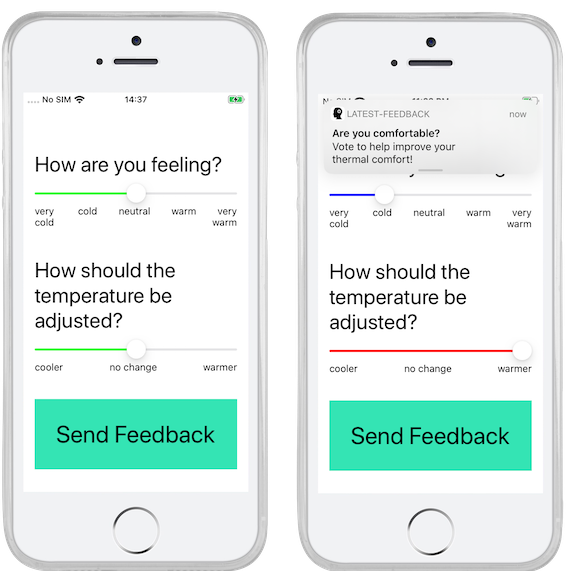 .... No SIM
14:37
How are you feeling?
very cold
cold
neutral
warm
very warm
How should the
temperature be
adjusted?
cooler
no change
warmer
Send Feedback
LATEST-FEEDBACK
now
Are you comfortable?
Vote to help improve your
thermal comfort!
very cold
cold
neutral
warm
very warm
How should the
temperature be
adjusted?
cooler
no change
warmer
Send Feedback